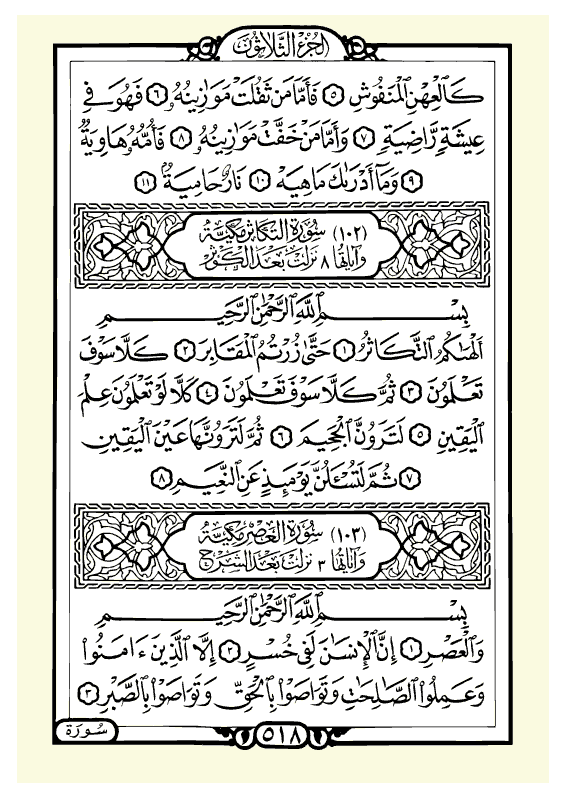 الجزء الثلاثون
كَالْعِهْنِ الْمَنْفُوشِ ٥ فَأَمَّا مَنْ ثَقُلَتْ مَوَازِينُهُ ٦ فَهُوَ فِي
عِيشَةٍ رَّاضِيَةٍ ٧ وَأَمَّا مَنْ خَفَّتْ مَوَازِينُهُ ٨ فَأُمُّهُ هَاوِيَةٌ
٩ وَمَا أَدْرَىٰكَ مَا هِيَهْ ١٠ نَارٌ حَامِيَةٌ ١١
(١٠٢) سُورَة التَّكَاثُرِ مَكِّيَّة
وَآيَاتُهَا ٨ نَزَلَتْ بَعْدَ الْكَوْثَر
بِسْمِ اللَّهِ الرَّحْمَٰنِ الرَّحِيمِ
أَلْهَىٰكُمُ التَّكَاثُرُ ١ حَتَّىٰ زُرْتُمُ الْمَقَابِرَ ٢ كَلَّا سَوْفَ
تَعْلَمُونَ ٣ ثُمَّ كَلَّا سَوْفَ تَعْلَمُونَ ٤ كَلَّا لَوْ تَعْلَمُونَ عِلْمَ
الْيَقِينِ ٥ لَتَرَوُنَّ الْجَحِيمَ ٦ ثُمَّ لَتَرَوُنَّهَا عَيْنَ الْيَقِينِ
٧ ثُمَّ لَتُسْـَٔلُنَّ يَوْمَئِذٍ عَنِ النَّعِيمِ ٨
(١٠٣) سُورَة الْعَصْرِ مَكِّيَّة
وَآيَاتُهَا ٣ نَزَلَتْ بَعْدَ الشَّرْح
بِسْمِ اللَّهِ الرَّحْمَٰنِ الرَّحِيمِ
وَالْعَصْرِ ١ إِنَّ الْإِنسَٰنَ لَفِي خُسْرٍ ٢ إِلَّا الَّذِينَ ءَامَنُوا
وَعَمِلُوا الصَّالِحَاتِ وَتَوَاصَوْا بِالْحَقِّ وَتَوَاصَوْا بِالصَّبْرِ ٣
سُورَة
٥١٨